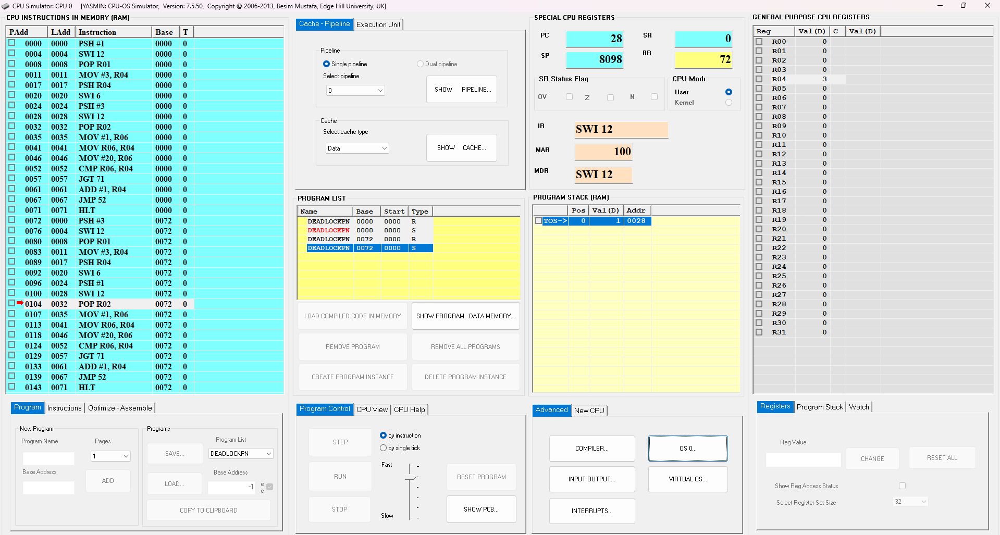 CPU Simulator: CPU 0 [YASMIN: CPU-OS Simulator, Version: 7.5.50, Copyright @ 2006-2013, Besim Mustafa, Edge Hill University, UK]
CPU INSTRUCTIONS IN MEMORY (RAM)
PAdd LAdd Instruction Base T
0000 0000 PSH #1 0000 0
0004 0004 SWI 12 0000 0
0008 0008 POP R01 0000 0
0011 0011 MOV #3, R04 0000 0
0017 0017 PSH R04 0000 0
0020 0020 SWI 6 0000 0
0024 0024 PSH #3 0000 0
0028 0028 SWI 12 0000 0
0032 0032 POP R02 0000 0
0035 0035 MOV #1, R06 0000 0
0041 0041 MOV R06, R04 0000 0
0046 0046 MOV #20, R06 0000 0
0052 0052 CMP R06, R04 0000 0
0057 0057 JGT 71 0000 0
0061 0061 ADD #1, R04 0000 0
0067 0067 JMP 52 0000 0
0071 0071 HLT 0000 0
0072 0000 PSH #3 0072 0
0076 0004 SWI 12 0072 0
0080 0008 POP R01 0072 0
0083 0011 MOV #3, R04 0072 0
0089 0017 PSH R04 0072 0
0092 0020 SWI 6 0072 0
0096 0024 PSH #1 0072 0
0100 0028 SWI 12 0072 0
0104 0032 POP R02 0072 0
0107 0035 MOV #1, R06 0072 0
0113 0041 MOV R06, R04 0072 0
0118 0046 MOV #20, R06 0072 0
0124 0052 CMP R06, R04 0072 0
0129 0057 JGT 71 0072 0
0133 0061 ADD #1, R04 0072 0
0139 0067 JMP 52 0072 0
0143 0071 HLT 0072 0
Program Instructions Optimize - Assemble
New Program
Program Name Pages
1
Base Address
ADD
Programs
Program List
SAVE... DEADLOCKPN
Base Address
LOAD... -1 e
c
COPY TO CLIPBOARD
Cache - Pipeline Execution Unit
Pipeline
Single pipeline Dual pipeline
Select pipeline
0 SHOW PIPELINE...
Cache
Select cache type
Data SHOW CACHE...
PROGRAM LIST
Name Base Start Type
DEADLOCKPN 0000 0000 R
DEADLOCKPN 0000 0000 S
DEADLOCKPN 0072 0000 R
DEADLOCKPN 0072 0000 S
LOAD COMPILED CODE IN MEMORY SHOW PROGRAM DATA MEMORY...
REMOVE PROGRAM REMOVE ALL PROGRAMS
CREATE PROGRAM INSTANCE DELETE PROGRAM INSTANCE
Program Control CPU View CPU Help
STEP by instruction
by single tick
Fast
RUN RESET PROGRAM
STOP SHOW PCB...
Slow
SPECIAL CPU REGISTERS
PC 28 SR 0
SP 8098 BR 72
SR Status Flag CPU Mode
OV Z N User
Kernel
IR SWI 12
MAR 100
MDR SWI 12
PROGRAM STACK (RAM)
Pos Val(D) Addr
TOS-> 0 1 0028
Advanced New CPU
COMPILER... OS 0...
INPUT OUTPUT... VIRTUAL OS...
INTERRUPTS...
GENERAL PURPOSE CPU REGISTERS
Reg Val(D) C Val(D)
R00 0
R01 0
R02 0
R03 0
R04 3
R05 0
R06 0
R07 0
R08 0
R09 0
R10 0
R11 0
R12 0
R13 0
R14 0
R15 0
R16 0
R17 0
R18 0
R19 0
R20 0
R21 0
R22 0
R23 0
R24 0
R25 0
R26 0
R27 0
R28 0
R29 0
R30 0
R31 0
Registers Program Stack Watch
Reg Value
CHANGE RESET ALL
Show Reg Access Status
Select Register Set Size 32